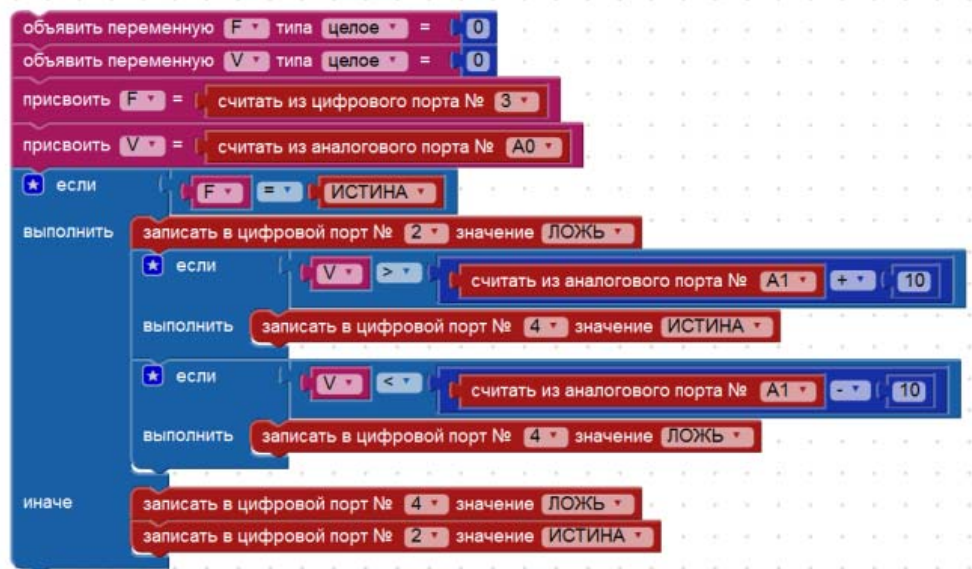 объявить переменную F типа целое = 0
объявить переменную V типа целое = 0
присвоить F = считать из цифрового порта № 3
присвоить V = считать из аналогового порта № A0
если F = ИСТИНА
выполнить записать в цифровой порт № 2 значение ЛОЖЬ
если V > считать из аналогового порта № A1 + 10
выполнить записать в цифровой порт № 4 значение ИСТИНА
если V < считать из аналогового порта № A1 - 10
выполнить записать в цифровой порт № 4 значение ЛОЖЬ
иначе записать в цифровой порт № 4 значение ЛОЖЬ
записать в цифровой порт № 2 значение ИСТИНА